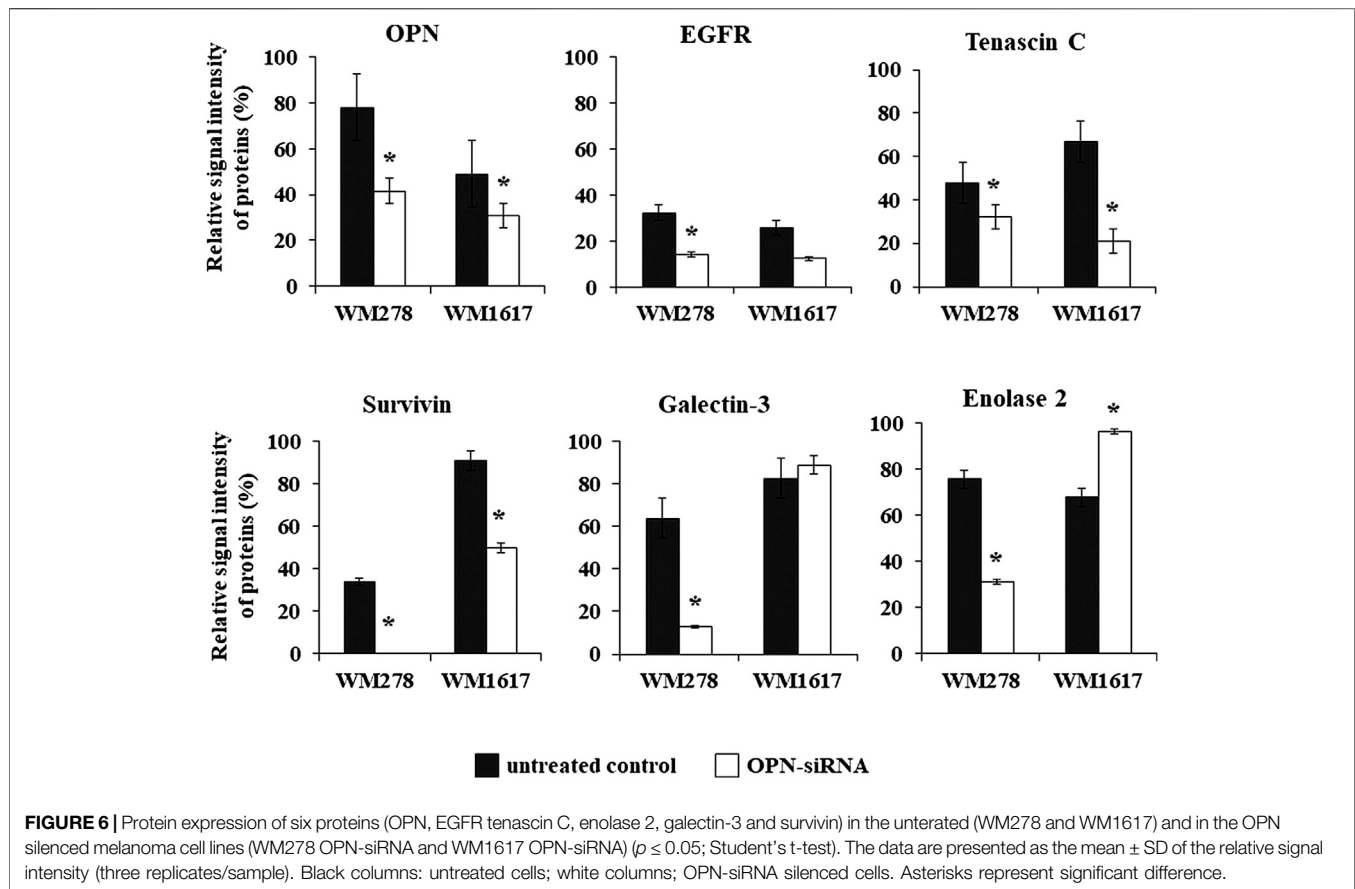 OPN
EGFR
Tenascin C
Relative signal intensity
of proteins (%)
100
80
60
40
20
0
*
*
WM278 WM1617
100
80
60
40
20
0
*
WM278 WM1617
100
80
60
40
20
0
*
*
WM278 WM1617
Survivin
Galectin-3
Enolase 2
Relative signal intensity
of proteins (%)
100
80
60
40
20
0
*
*
WM278 WM1617
100
80
60
40
20
0
*
WM278 WM1617
100
80
60
40
20
0
*
*
WM278 WM1617
untreated control OPN-siRNA
FIGURE 6 | Protein expression of six proteins (OPN, EGFR tenascin C, enolase 2, galectin-3 and survivin) in the unterated (WM278 and WM1617) and in the OPN
silenced melanoma cell lines (WM278 OPN-siRNA and WM1617 OPN-siRNA) (p ≤ 0.05; Student's t-test). The data are presented as the mean ± SD of the relative signal
intensity (three replicates/sample). Black columns: untreated cells; white columns; OPN-siRNA silenced cells. Asterisks represent significant difference.